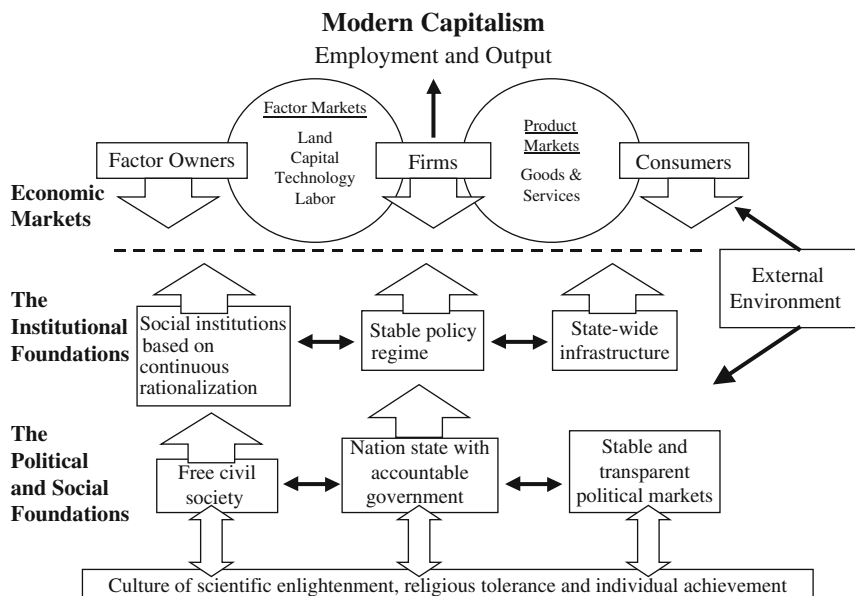 Modern Capitalism
Employment and Output
Factor Markets
Land
Capital
Technology
Labor
Product
Markets
Goods &
Services
Factor Owners
Firms
Consumers
Economic
Markets
External
Environment
The
Institutional
Foundations
Social institutions
based on
continuous
rationalization
Stable policy
regime
State-wide
infrastructure
The
Political
and Social
Foundations
Free civil
society
Nation state with
accountable
government
Stable and
transparent
political markets
Culture of scientific enlightenment, religious tolerance and individual achievement